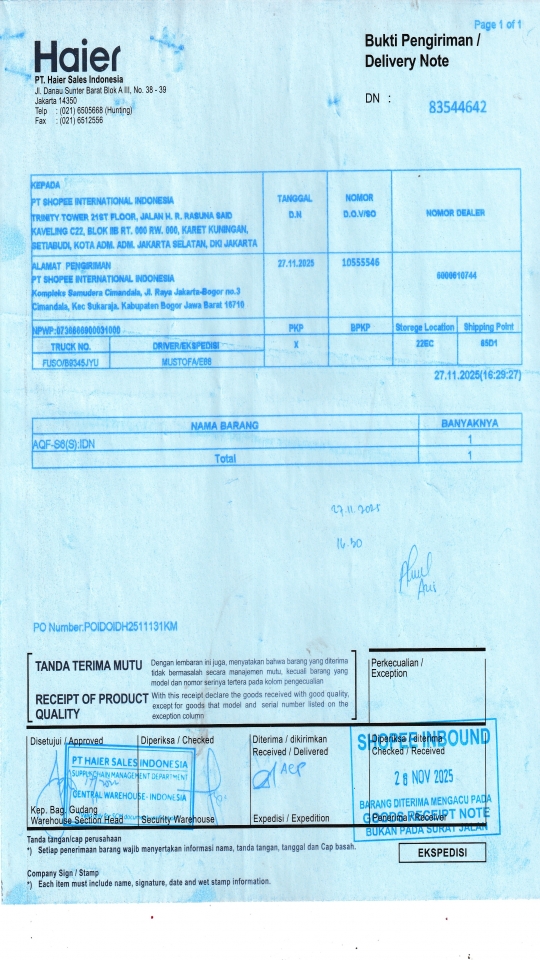 Page 1 of 1
Haier
PT. Haier Sales Indonesia
Jl. Danau Sunter Barat Blok A III, No. 38 - 39
Jakarta 14350
Telp : (021) 6505668 (Hunting)
Fax : (021) 6512556
Bukti Pengiriman /
Delivery Note
DN : 83544642
KEPADA
PT SHOPEE INTERNATIONAL INDONESIA
TRINITY TOWER 21ST FLOOR, JALAN H. R. RASUNA SAID
KAVELING C22, BLOK IIB RT. 000 RW. 000, KARET KUNINGAN,
SETIABUDI, KOTA ADM. ADM. JAKARTA SELATAN, DKI JAKARTA
TANGGAL
D.N
NOMOR
D.O.V/SO
NOMOR DEALER
ALAMAT PENGIRIMAN
PT SHOPEE INTERNATIONAL INDONESIA
Kompleks Samudera Cimandala, Jl. Raya Jakarta-Bogor no.3
Cimandala, Kec Sukaraja, Kabupaten Bogor Jawa Barat 16710
27.11.2025
10555546
PKP
BPKP
Storege Location
Shipping Point
TRUCK NO.
DRIVER/EKSPEDISI
X
22EC
FUSO/B9345JYU
27.11.2025(16:29:27)
NAMA BARANG
BANYAKNYA
AQF-S6(S):IDN
1
Total
1
27.11.2025
16.30
Aris
PO Number:POIDOIDH2511131KM
TANDA TERIMA MUTU
Dengan lembaran ini juga, menyatakan bahwa barang yang diterima
tidak bermasalah secara manajemen mutu, kecuali barang yang
model dan nomor serinya tertera pada kolom pengecualian
RECEIPT OF PRODUCT
QUALITY
With this receipt declare the goods received with good quality,
except for goods that model and serial number listed on the
exception column
Perkecualian /
Exception
Disetujui / Approved
Diperiksa / Checked
Diterima / dikirimkan
Received / Delivered
Diperiksa / diterima
Checked / Received
PT HAIER SALES INDONESIA
SUPPLY CHAIN MANAGEMENT DEPARTMENT
CENTRAL WAREHOUSE- INDONESIA
SHOPEE INBOUND
28 NOV 2025
BARANG DITERIMA MENGACU PADA
GOODS RECEIPT NOTE
BUKAN PADA SURAT JALAN
Kep. Bag. Gudang
Warehouse Section Head
Security Warehouse
Expedisi / Expedition
Penerima / Receiver
Tanda tangan/cap perusahaan
*) Setiap penerimaan barang wajib menyertakan informasi nama, tanda tangan, tanggal dan Cap basah.
EKSPEDISI
Company Sign / Stamp
*) Each item must include name, signature, date and wet stamp information.